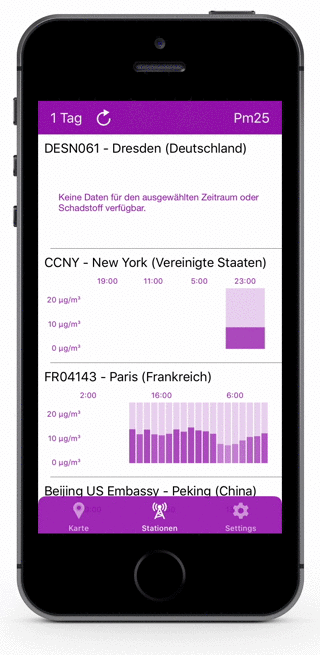 1 Tag Pm25
DESN061 - Dresden (Deutschland)
Keine Daten für den ausgewählten Zeitraum oder
Schadstoff verfügbar.
CCNY - New York (Vereinigte Staaten)
19:00 11:00 5:00 23:00
20 µg/m³
10 µg/m³
0 µg/m³
FR04143 - Paris (Frankreich)
2:00 16:00 6:00
20 µg/m³
10 µg/m³
0 µg/m³
Beijing US Embassy - Peking (China)
Karte Stationen Settings